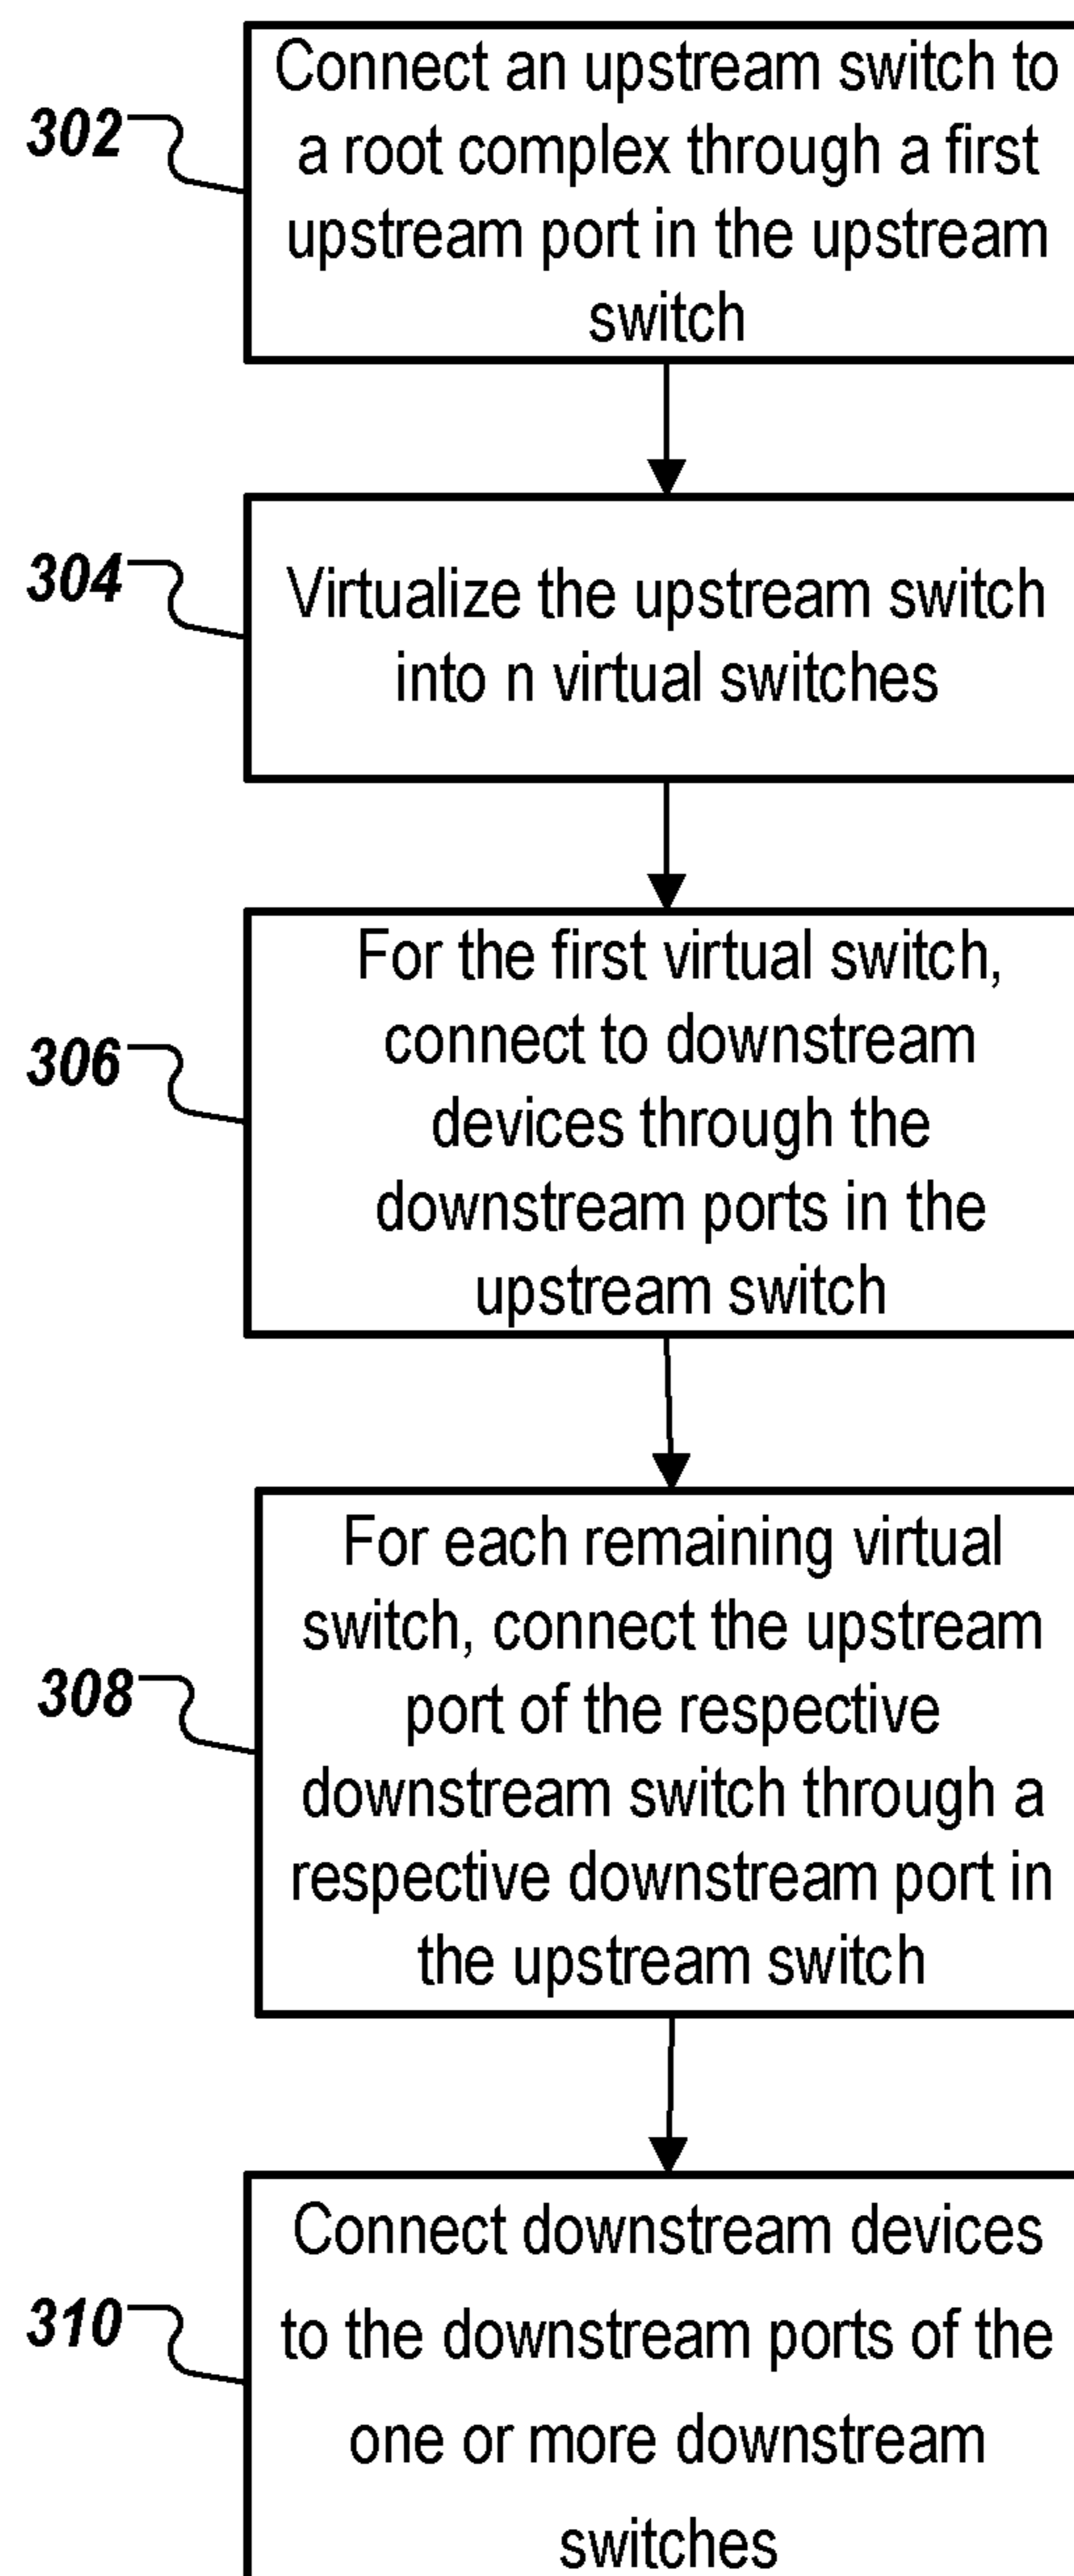 302
Connect an upstream switch to
a root complex through a first
upstream port in the upstream
switch
304
Virtualize the upstream switch
into n virtual switches
306
For the first virtual switch,
connect to downstream
devices through the
downstream ports in the
upstream switch
308
For each remaining virtual
switch, connect the upstream
port of the respective
downstream switch through a
respective downstream port in
the upstream switch
310
Connect downstream devices
to the downstream ports of the
one or more downstream
switches